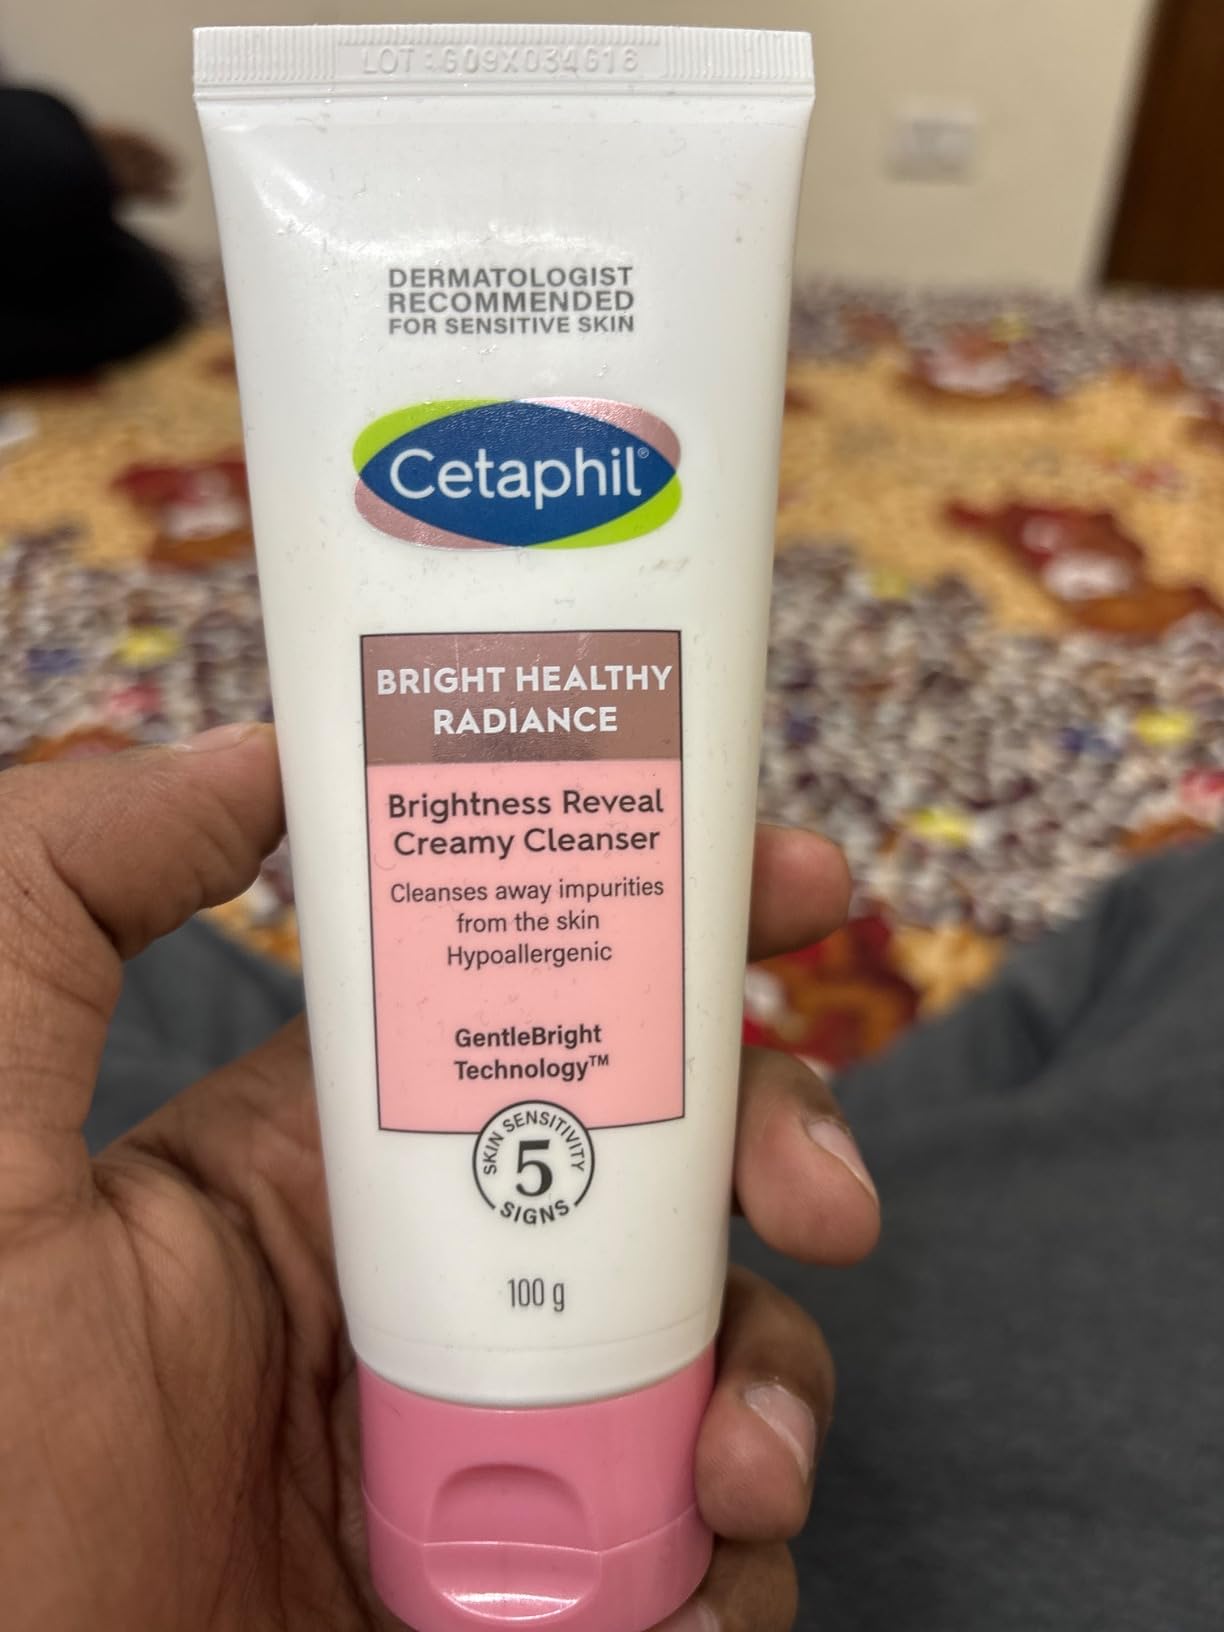 LOT : G09X034G16
DERMATOLOGIST
RECOMMENDED
FOR SENSITIVE SKIN
Cetaphil®
BRIGHT HEALTHY
RADIANCE
Brightness Reveal
Creamy Cleanser
Cleanses away impurities
from the skin
Hypoallergenic
GentleBright
Technology™
SKIN SENSITIVITY
5
SIGNS
100 g